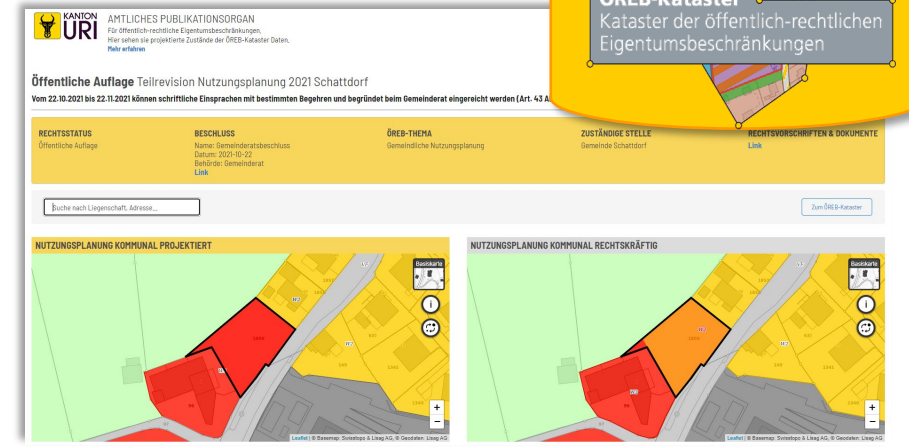 KANTON
URI
AMTLICHES PUBLIKATIONSORGAN
Für öffentlich-rechtliche Eigentumsbeschränkungen.
Hier sehen sie projektierte Zustände der ÖREB-Kataster Daten.
Mehr erfahren
ÖREB-Kataster
Kataster der öffentlich-rechtlichen
Eigentumsbeschränkungen
Öffentliche Auflage Teilrevision Nutzungsplanung 2021 Schattdorf
Vom 22.10.2021 bis 22.11.2021 können schriftliche Einsprachen mit bestimmten Begehren und begründet beim Gemeinderat eingereicht werden (Art. 43 A
RECHTSSTATUS
Öffentliche Auflage
BESCHLUSS
Name: Gemeinderatsbeschluss
Datum: 2021-10-22
Behörde: Gemeinderat
Link
ÖREB-THEMA
Gemeindliche Nutzungsplanung
ZUSTÄNDIGE STELLE
Gemeinde Schattdorf
RECHTSVORSCHRIFTEN & DOKUMENTE
Link
Suche nach Liegenschaft, Adresse...
Zum ÖREB-Kataster
NUTZUNGSPLANUNG KOMMUNAL PROJEKTIERT
Basiskarte
i
W2
+
−
Leaflet | © Basemap: Swisstopo & Lisag AG, © Geodaten: Lisag AG
NUTZUNGSPLANUNG KOMMUNAL RECHTSKRÄFTIG
Basiskarte
i
W2
+
−
Leaflet | © Basemap: Swisstopo & Lisag AG, © Geodaten: Lisag AG